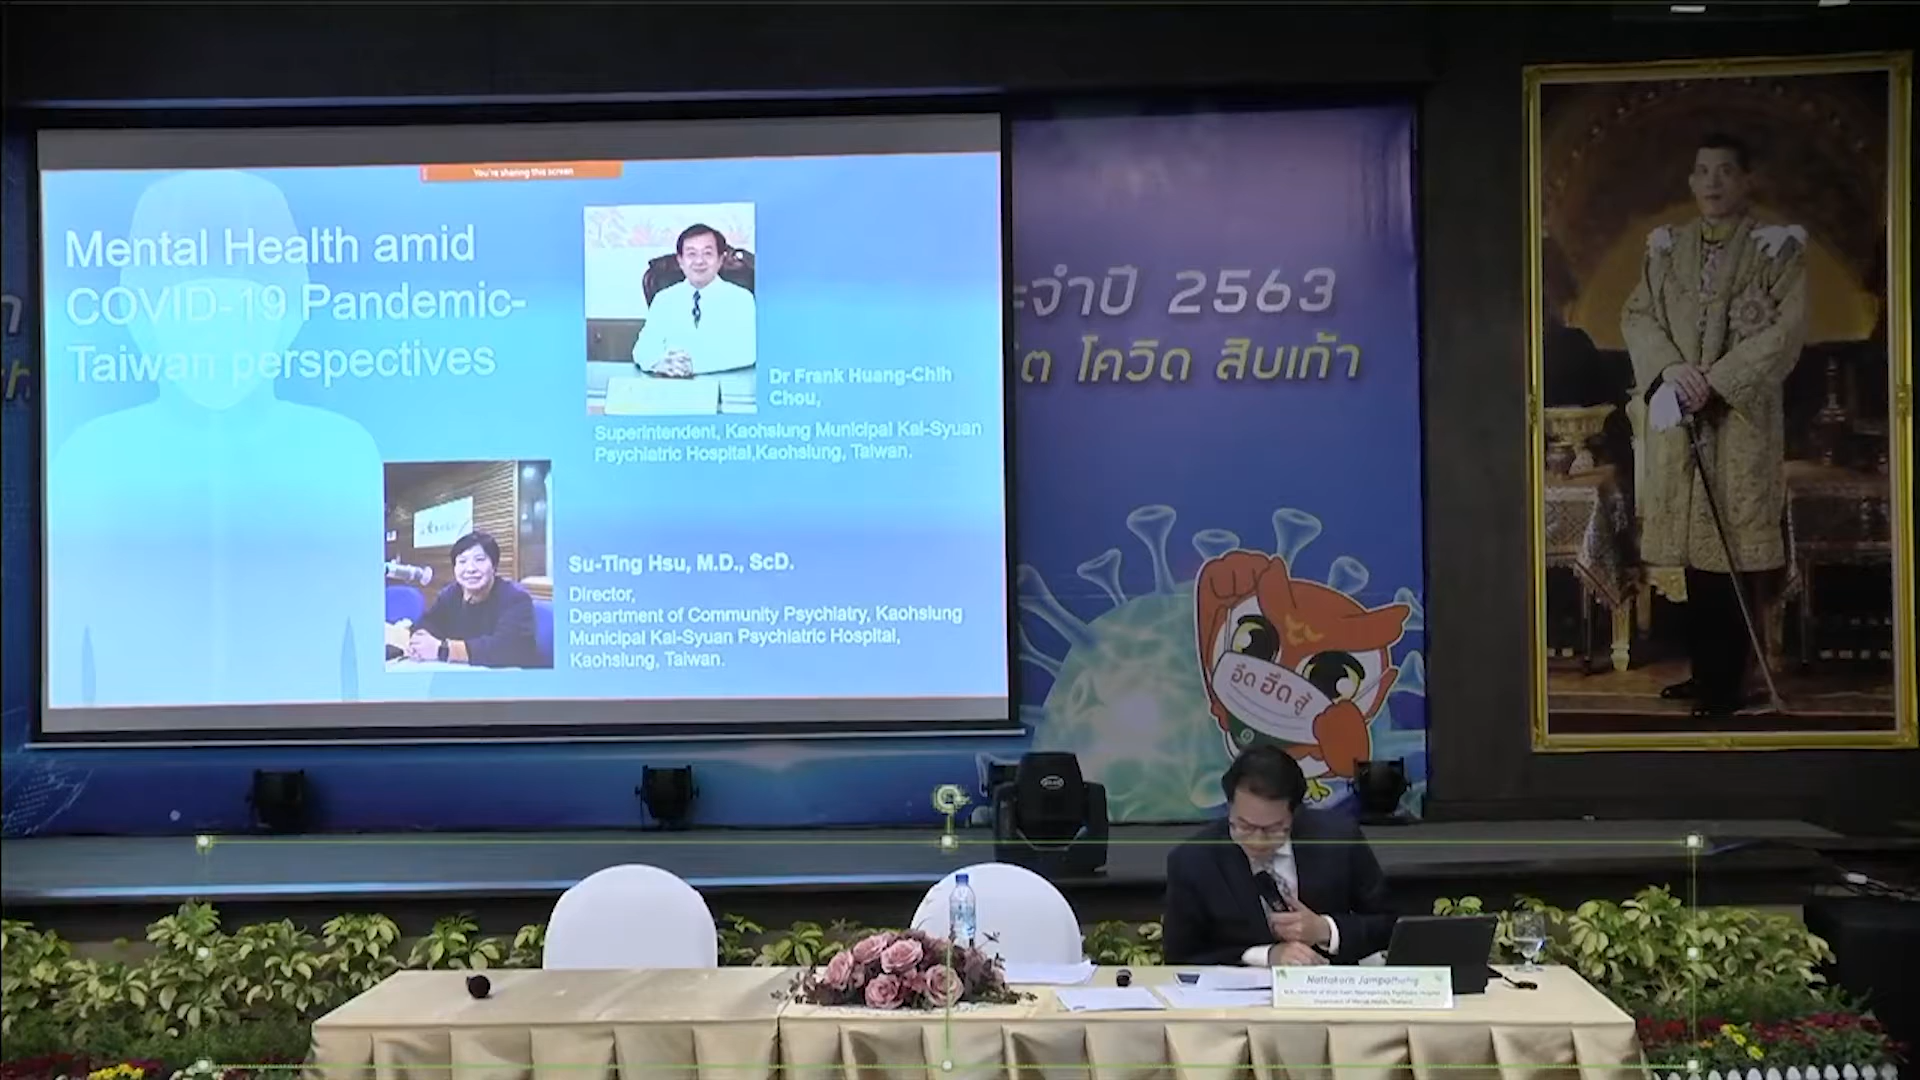 You're sharing this screen
Mental Health amid
COVID-19 Pandemic-
Taiwan perspectives
Dr Frank Huang-Chih
Chou,
Superintendent, Kaohsiung Municipal Kai-Syuan
Psychiatric Hospital,Kaohsiung, Taiwan.
Su-Ting Hsu, M.D., ScD.
Director,
Department of Community Psychiatry, Kaohsiung
Municipal Kai-Syuan Psychiatric Hospital,
Kaohsiung, Taiwan.
ะจำปี 2563
ต โควิด สิบเก้า
อึด ฮึด สู้
Nattakorn Jampathong